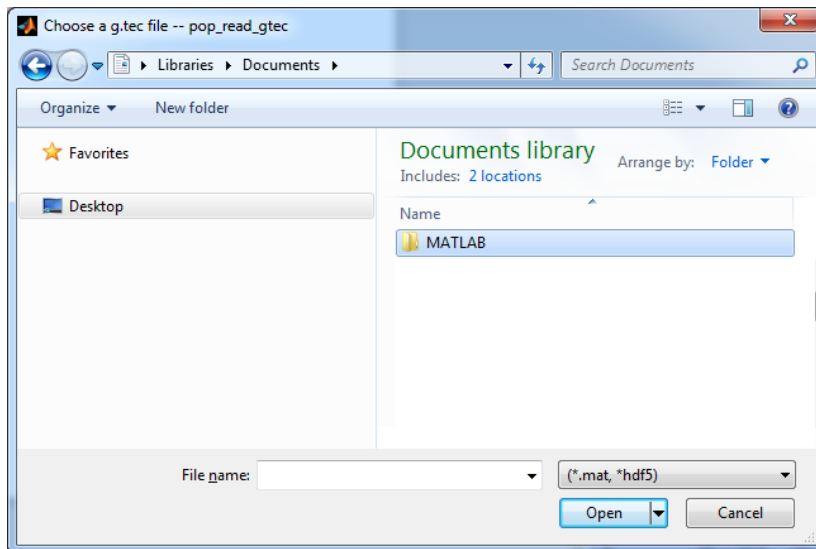 Choose a g.tec file -- pop_read_gtec
Libraries Documents
Search Documents
Organize New folder
Favorites
Desktop
Documents library
Includes: 2 locations
Arrange by: Folder
Name
MATLAB
File name:
(*.mat, *hdf5)
Open Cancel